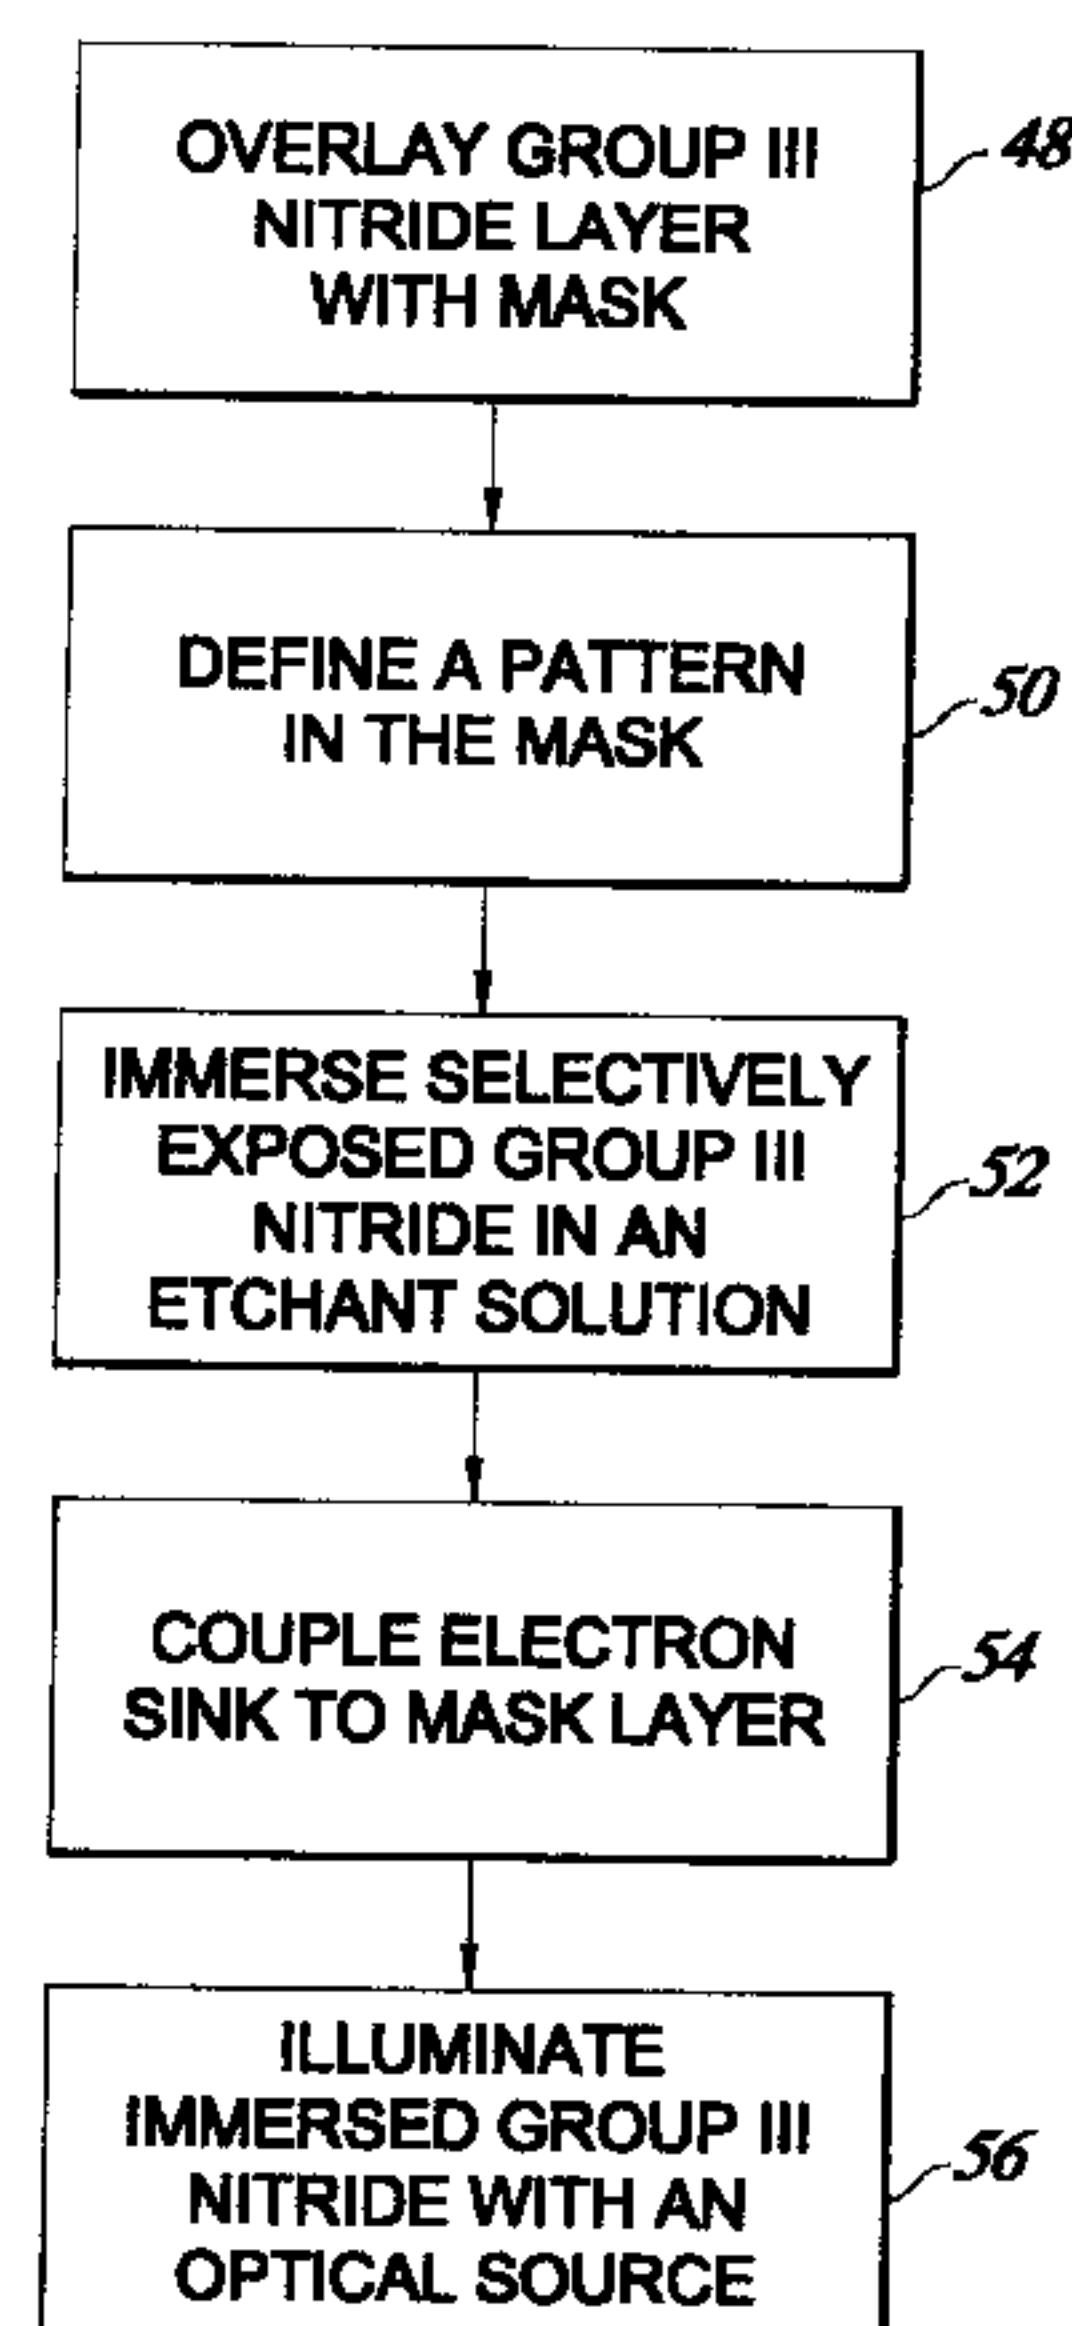 OVERLAY GROUP III
NITRIDE LAYER
WITH MASK
48
DEFINE A PATTERN
IN THE MASK
50
IMMERSE SELECTIVELY
EXPOSED GROUP III
NITRIDE IN AN
ETCHANT SOLUTION
52
COUPLE ELECTRON
SINK TO MASK LAYER
54
ILLUMINATE
IMMERSED GROUP III
NITRIDE WITH AN
OPTICAL SOURCE
56